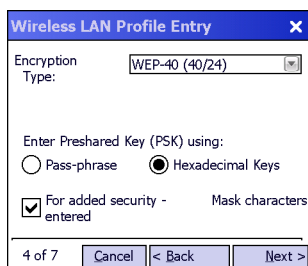 Wireless LAN Profile Entry X
Encryption Type: WEP-40 (40/24)
Enter Preshared Key (PSK) using:
Pass-phrase Hexadecimal Keys
For added security - Mask characters
entered
4 of 7 Cancel < Back Next >